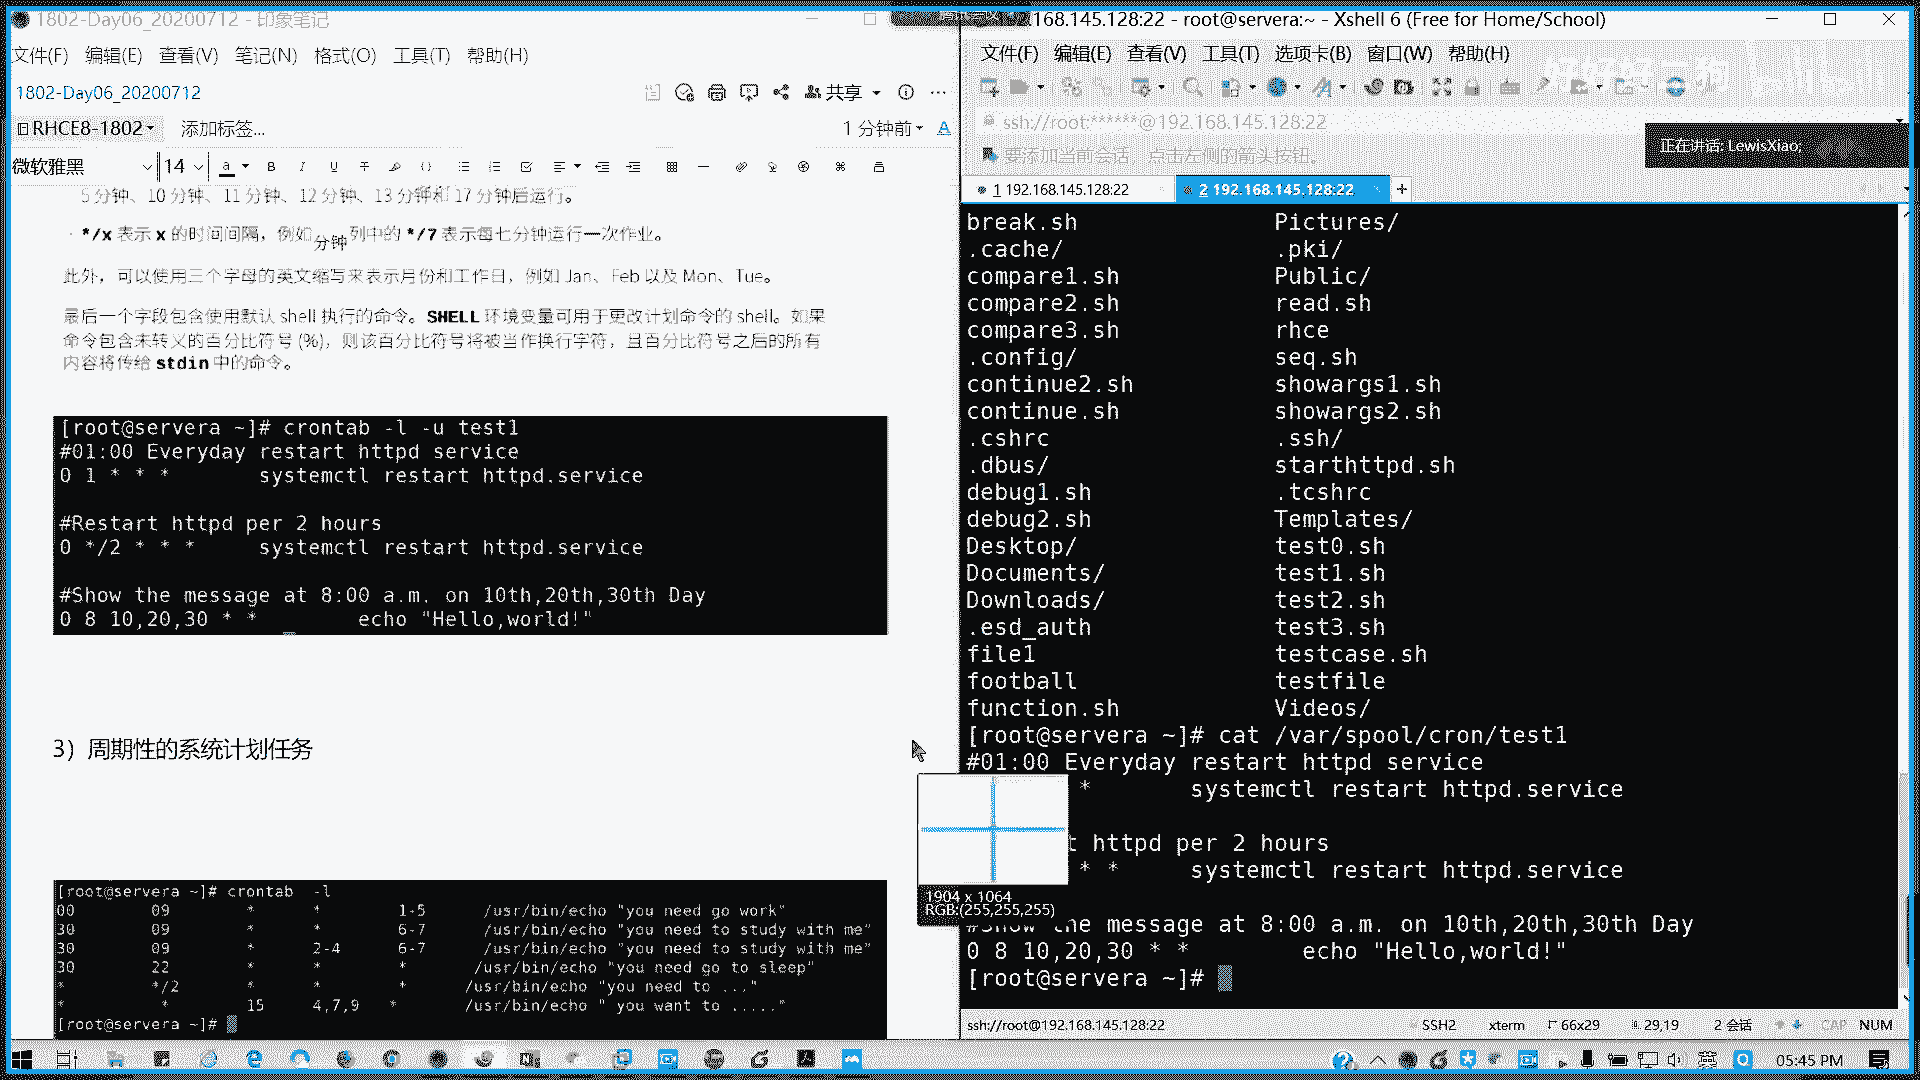 1802-Day06_20200712 - 印象笔记
文件(F) 编辑(E) 查看(V) 笔记(N) 格式(O) 工具(T) 帮助(H)
1802-Day06_20200712
共享
RHCE8-1802 添加标签...
1 分钟前
微软雅黑 14
5 分钟、10 分钟、11 分钟、12 分钟、13 分钟和 17 分钟后运行。
*/x 表示 x 的时间间隔，例如分钟列中的 */7 表示每七分钟运行一次作业。
此外，可以使用三个字母的英文缩写来表示月份和工作日，例如 Jan、Feb 以及 Mon、Tue。
最后一个字段包含使用默认 shell 执行的命令。SHELL 环境变量可用于更改计划命令的 shell。如果
命令包含未转义的百分比符号 (%)，则该百分比符号将被当作换行字符，且百分比符号之后的所有
内容将传给 stdin 中的命令。
[root@servera ~]# crontab -l -u test1
#01:00 Everyday restart httpd service
0 1 * * * systemctl restart httpd.service
#Restart httpd per 2 hours
0 */2 * * * systemctl restart httpd.service
#Show the message at 8:00 a.m. on 10th,20th,30th Day
0 8 10,20,30 * * echo "Hello,world!"
3）周期性的系统计划任务
[root@servera ~]# crontab -l
00 09 * * 1-5 /usr/bin/echo "you need go work"
30 09 * * 6-7 /usr/bin/echo "you need to study with me"
30 09 * 2-4 6-7 /usr/bin/echo "you need to study with me"
30 22 * * * /usr/bin/echo "you need go to sleep"
* */2 * * * /usr/bin/echo "you need to ..."
* * 15 4,7,9 * /usr/bin/echo " you want to ....."
[root@servera ~]#
168.145.128:22 - root@servera:~ - Xshell 6 (Free for Home/School)
文件(F) 编辑(E) 查看(V) 工具(T) 选项卡(B) 窗口(W) 帮助(H)
ssh://root:******@192.168.145.128:22
要添加当前会话，点击左侧的箭头按钮。
正在讲话: LewisXiao;
1 192.168.145.128:22
2 192.168.145.128:22
break.sh Pictures/
.cache/ .pki/
compare1.sh Public/
compare2.sh read.sh
compare3.sh rhce
.config/ seq.sh
continue2.sh showargs1.sh
continue.sh showargs2.sh
.cshrc .ssh/
.dbus/ starthttpd.sh
debug1.sh .tcshrc
debug2.sh Templates/
Desktop/ test0.sh
Documents/ test1.sh
Downloads/ test2.sh
.esd_auth test3.sh
file1 testcase.sh
football testfile
function.sh Videos/
[root@servera ~]# cat /var/spool/cron/test1
#01:00 Everyday restart httpd service
* systemctl restart httpd.service
t httpd per 2 hours
* * systemctl restart httpd.service
#Show the message at 8:00 a.m. on 10th,20th,30th Day
0 8 10,20,30 * * echo "Hello,world!"
[root@servera ~]#
1904 x 1064
RGB:(255,255,255)
ssh://root@192.168.145.128:22 SSH2 xterm 66x29 29,19 2 会话 CAP NUM
英
05:45 PM